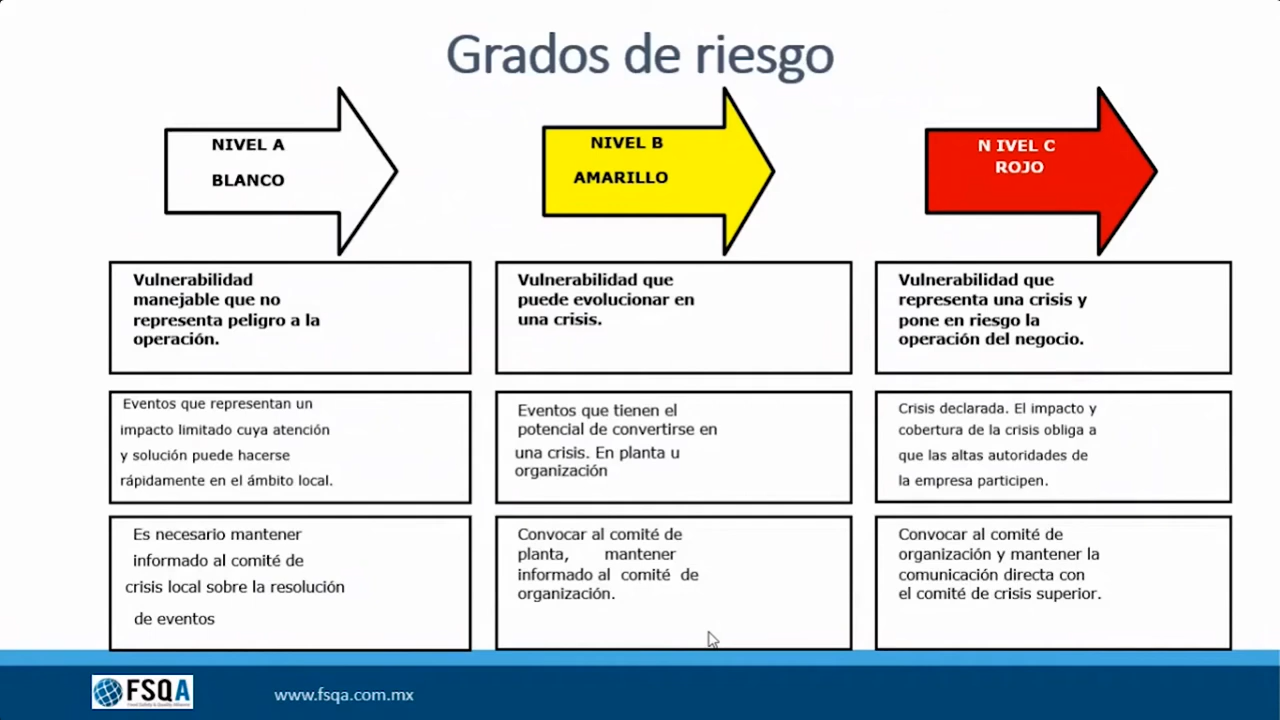 Grados de riesgo
NIVEL A
BLANCO
NIVEL B
AMARILLO
N IVEL C
ROJO
Vulnerabilidad
manejable que no
representa peligro a la
operación.
Vulnerabilidad que
puede evolucionar en
una crisis.
Vulnerabilidad que
representa una crisis y
pone en riesgo la
operación del negocio.
Eventos que representan un
impacto limitado cuya atención
y solución puede hacerse
rápidamente en el ámbito local.
Eventos que tienen el
potencial de convertirse en
una crisis. En planta u
organización
Crisis declarada. El impacto y
cobertura de la crisis obliga a
que las altas autoridades de
la empresa participen.
Es necesario mantener
informado al comité de
crisis local sobre la resolución
de eventos
Convocar al comité de
planta, mantener
informado al comité de
organización.
Convocar al comité de
organización y mantener la
comunicación directa con
el comité de crisis superior.
FSQA
www.fsqa.com.mx